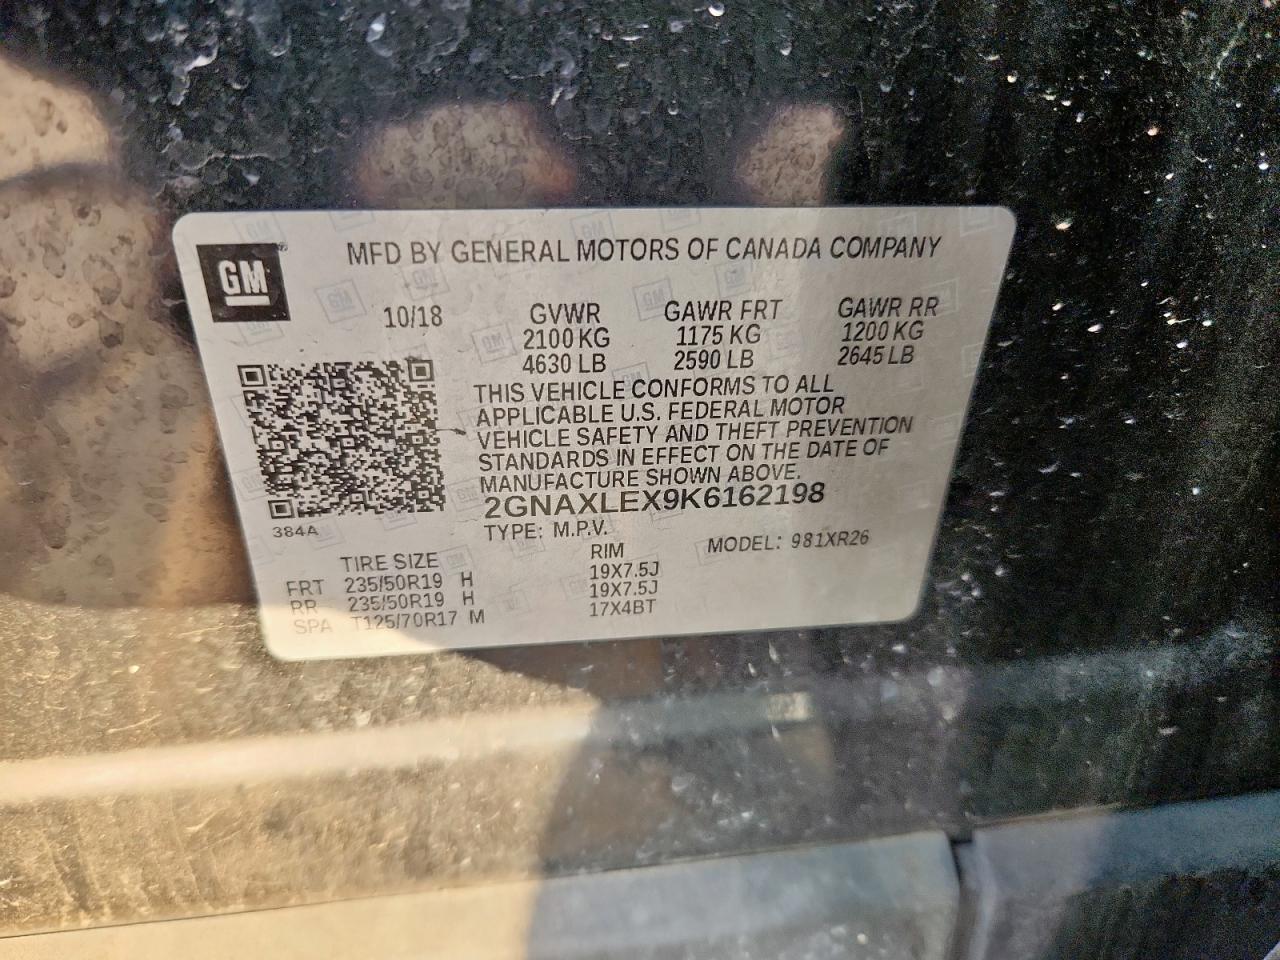 GM
MFD BY GENERAL MOTORS OF CANADA COMPANY
10/18 GVWR GAWR FRT GAWR RR
2100 KG 1175 KG 1200 KG
4630 LB 2590 LB 2645 LB
THIS VEHICLE CONFORMS TO ALL
APPLICABLE U.S. FEDERAL MOTOR
VEHICLE SAFETY AND THEFT PREVENTION
STANDARDS IN EFFECT ON THE DATE OF
MANUFACTURE SHOWN ABOVE.
2GNAXLEX9K6162198
384A
TYPE: M.P.V. MODEL: 981XR26
TIRE SIZE RIM
FRT 235/50R19 H 19X7.5J
RR 235/50R19 H 19X7.5J
SPA T125/70R17 M 17X4BT